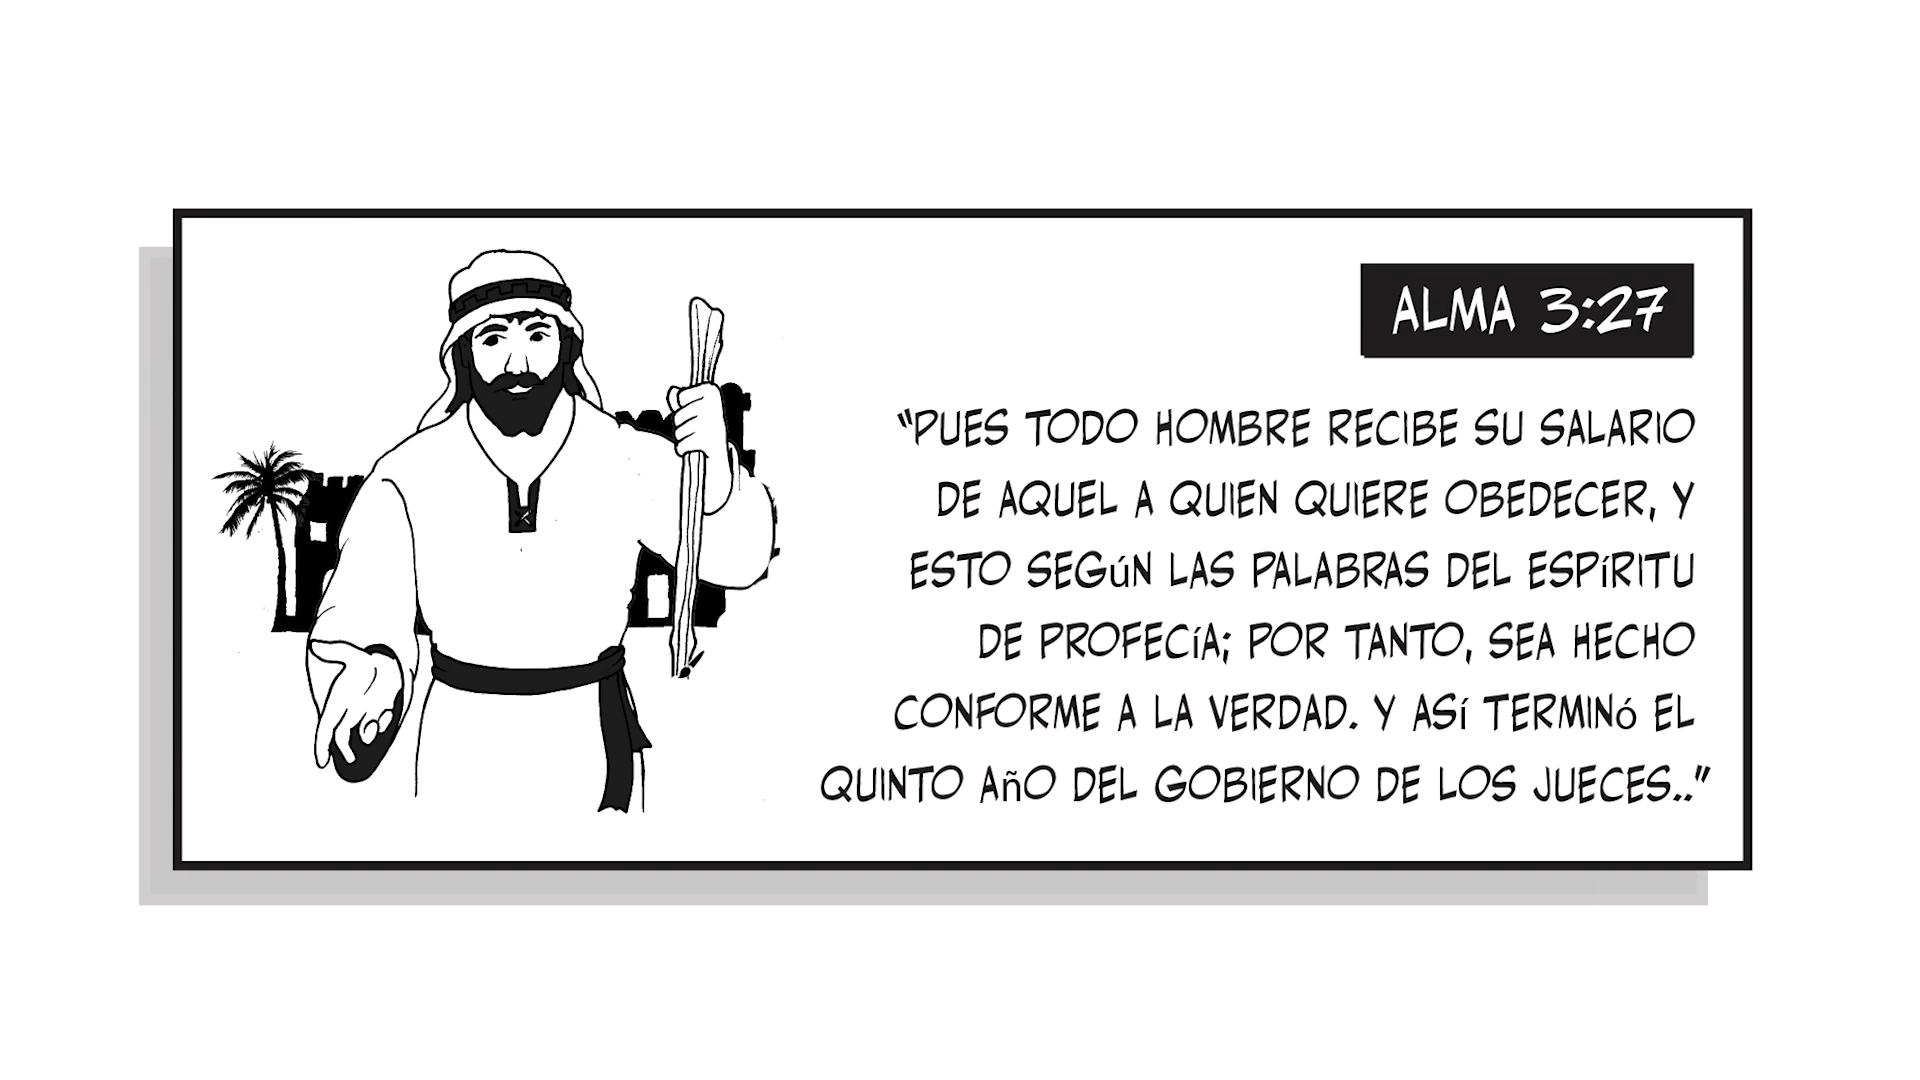 ALMA 3:27
“PUES TODO HOMBRE RECIBE SU SALARIO
DE AQUEL A QUIEN QUIERE OBEDECER, Y
ESTO SEGÚN LAS PALABRAS DEL ESPÍRITU
DE PROFECÍA; POR TANTO, SEA HECHO
CONFORME A LA VERDAD. Y ASÍ TERMINÓ EL
QUINTO AÑO DEL GOBIERNO DE LOS JUECES..”